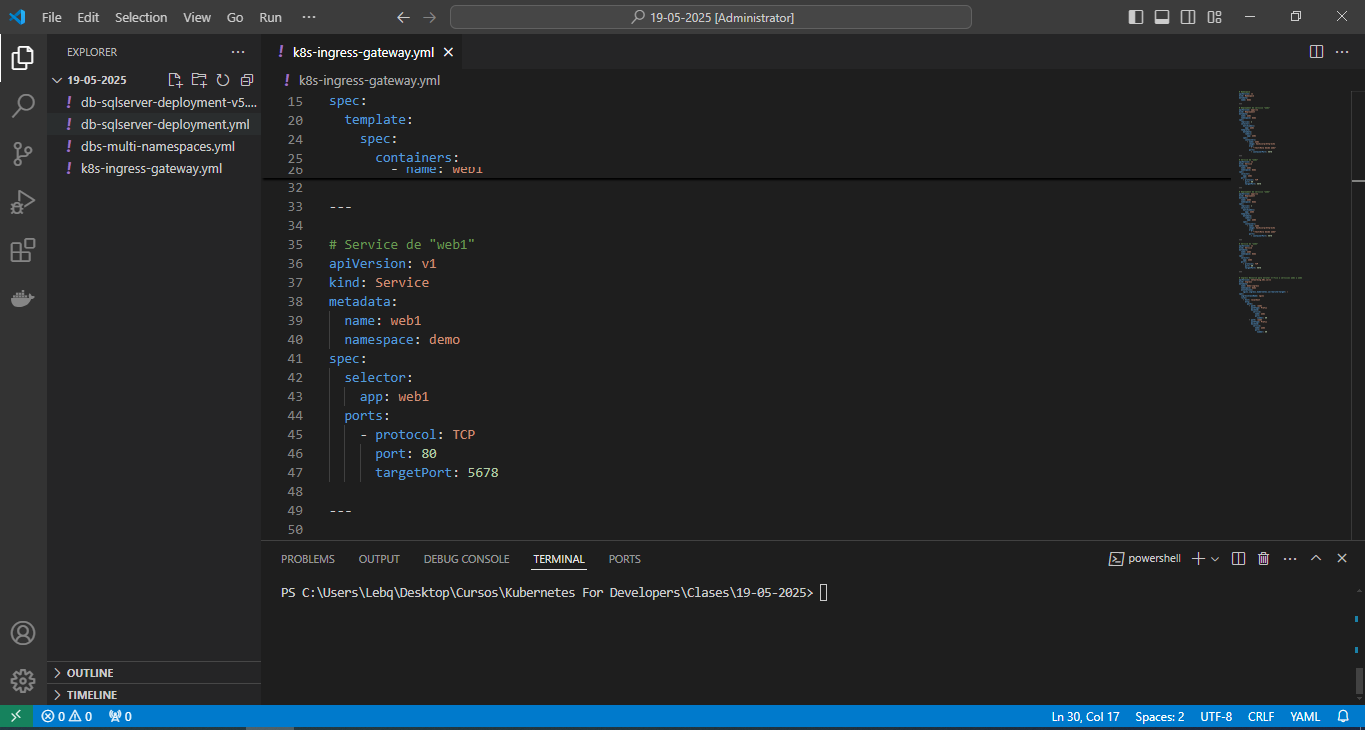 File Edit Selection View Go Run ···
19-05-2025 [Administrator]
EXPLORER
19-05-2025
! db-sqlserver-deployment-v5....
! db-sqlserver-deployment.yml
! dbs-multi-namespaces.yml
! k8s-ingress-gateway.yml
OUTLINE
TIMELINE
! k8s-ingress-gateway.yml
! k8s-ingress-gateway.yml
15 spec:
20   template:
24     spec:
25       containers:
26         - name: web1
32
33 ---
34
35 # Service de "web1"
36 apiVersion: v1
37 kind: Service
38 metadata:
39   name: web1
40   namespace: demo
41 spec:
42   selector:
43     app: web1
44   ports:
45     - protocol: TCP
46       port: 80
47       targetPort: 5678
48
49 ---
50
PROBLEMS OUTPUT DEBUG CONSOLE TERMINAL PORTS
powershell
PS C:\Users\Lebq\Desktop\Cursos\Kubernetes For Developers\Clases\19-05-2025>
0 0 0
Ln 30, Col 17 Spaces: 2 UTF-8 CRLF YAML